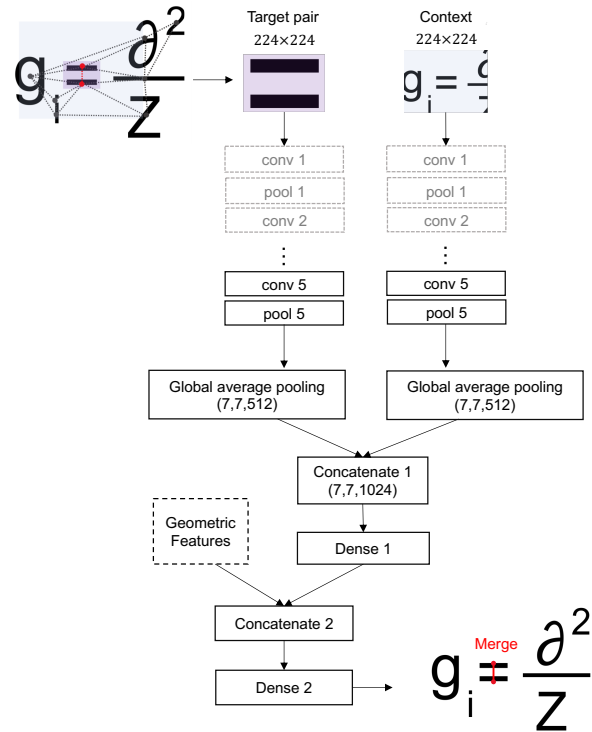 g i = ∂ 2 Z
Target pair
224×224
Context
224×224
g i = ∂ Z
conv 1
pool 1
conv 2
⋮
conv 5
pool 5
conv 1
pool 1
conv 2
⋮
conv 5
pool 5
Global average pooling
(7,7,512)
Global average pooling
(7,7,512)
Concatenate 1
(7,7,1024)
Geometric
Features
Dense 1
Concatenate 2
Dense 2
Merge
g i = ∂ 2 Z